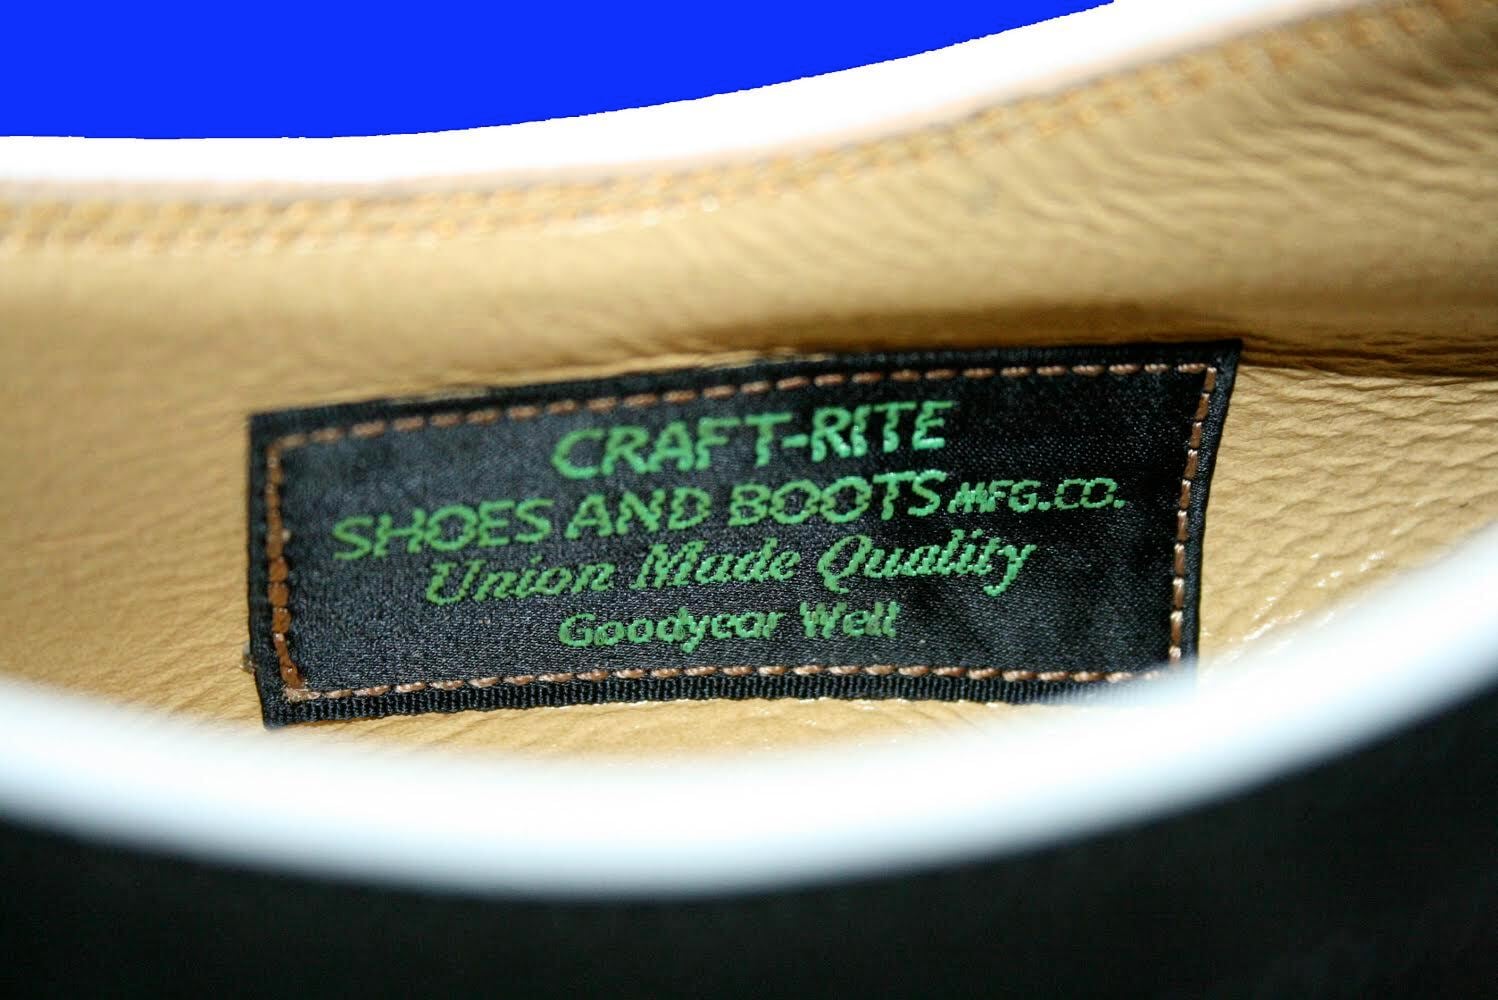 CRAFT-RITE
SHOES AND BOOTS MFG.CO.
Union Made Quality
Goodyear Welt